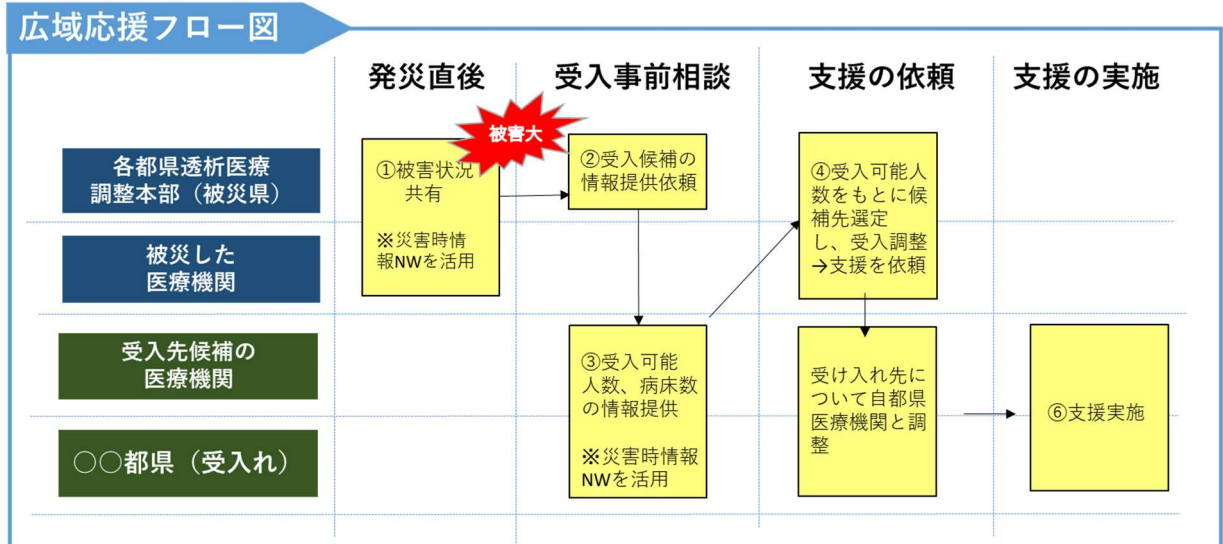 広域応援フロー図
発災直後
受入事前相談
支援の依頼
支援の実施
各都県透析医療
調整本部（被災県）
被災した
医療機関
受入先候補の
医療機関
○○都県（受入れ）
①被害状況
共有
※災害時情
報NWを活用
被害大
②受入候補の
情報提供依頼
③受入可能
人数、病床数
の情報提供
※災害時情報
NWを活用
④受入可能人
数をもとに候
補先選定
し、受入調整
→支援を依頼
受け入れ先に
ついて自都県
医療機関と調
整
⑥支援実施